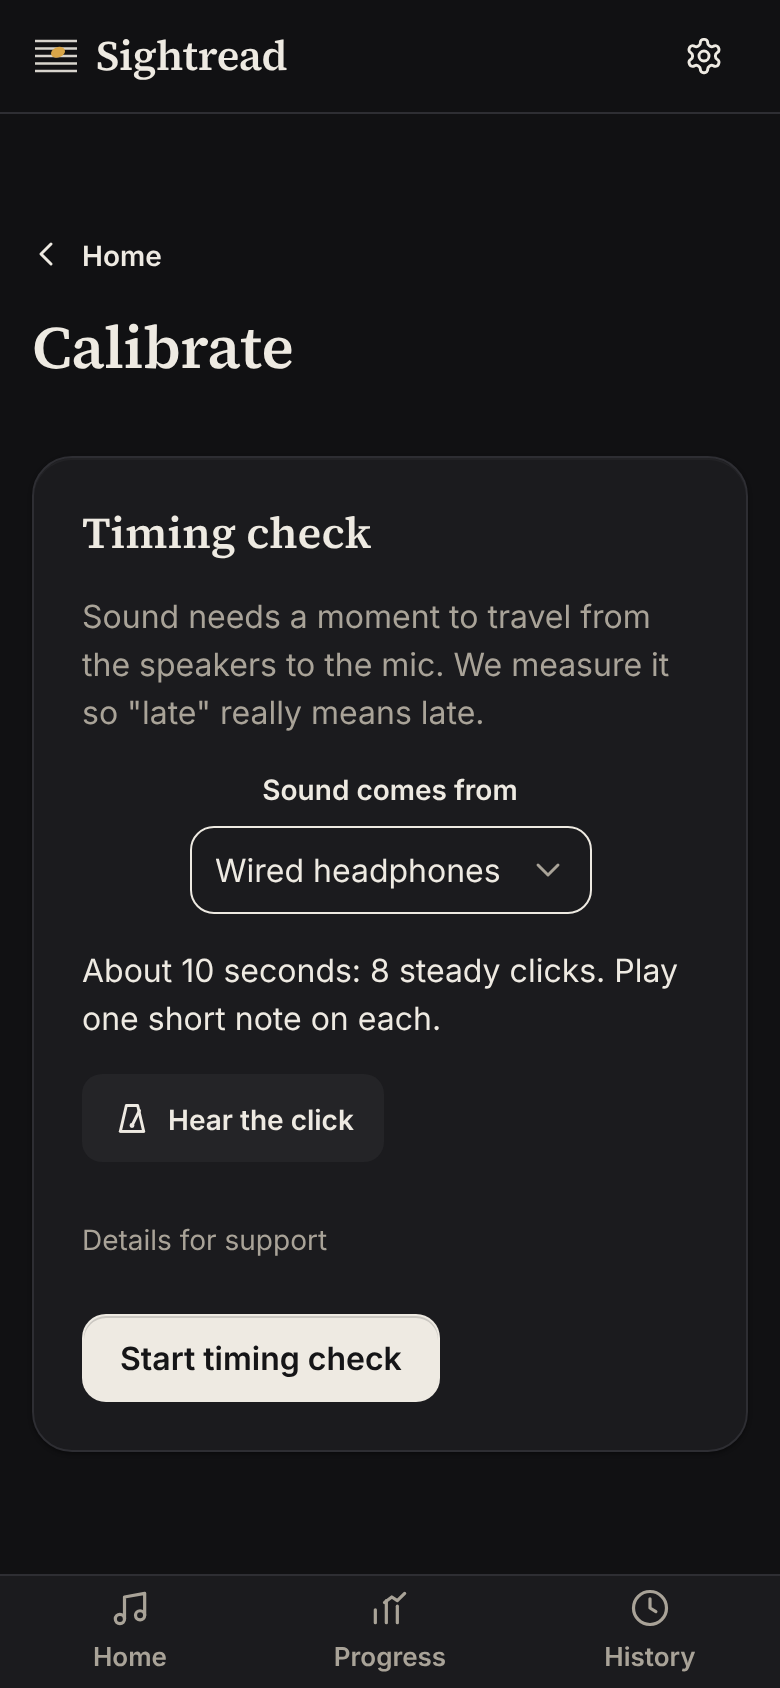 Sightread
Home
Calibrate
Timing check
Sound needs a moment to travel from
the speakers to the mic. We measure it
so "late" really means late.
Sound comes from
Wired headphones
About 10 seconds: 8 steady clicks. Play
one short note on each.
Hear the click
Details for support
Start timing check
Home
Progress
History